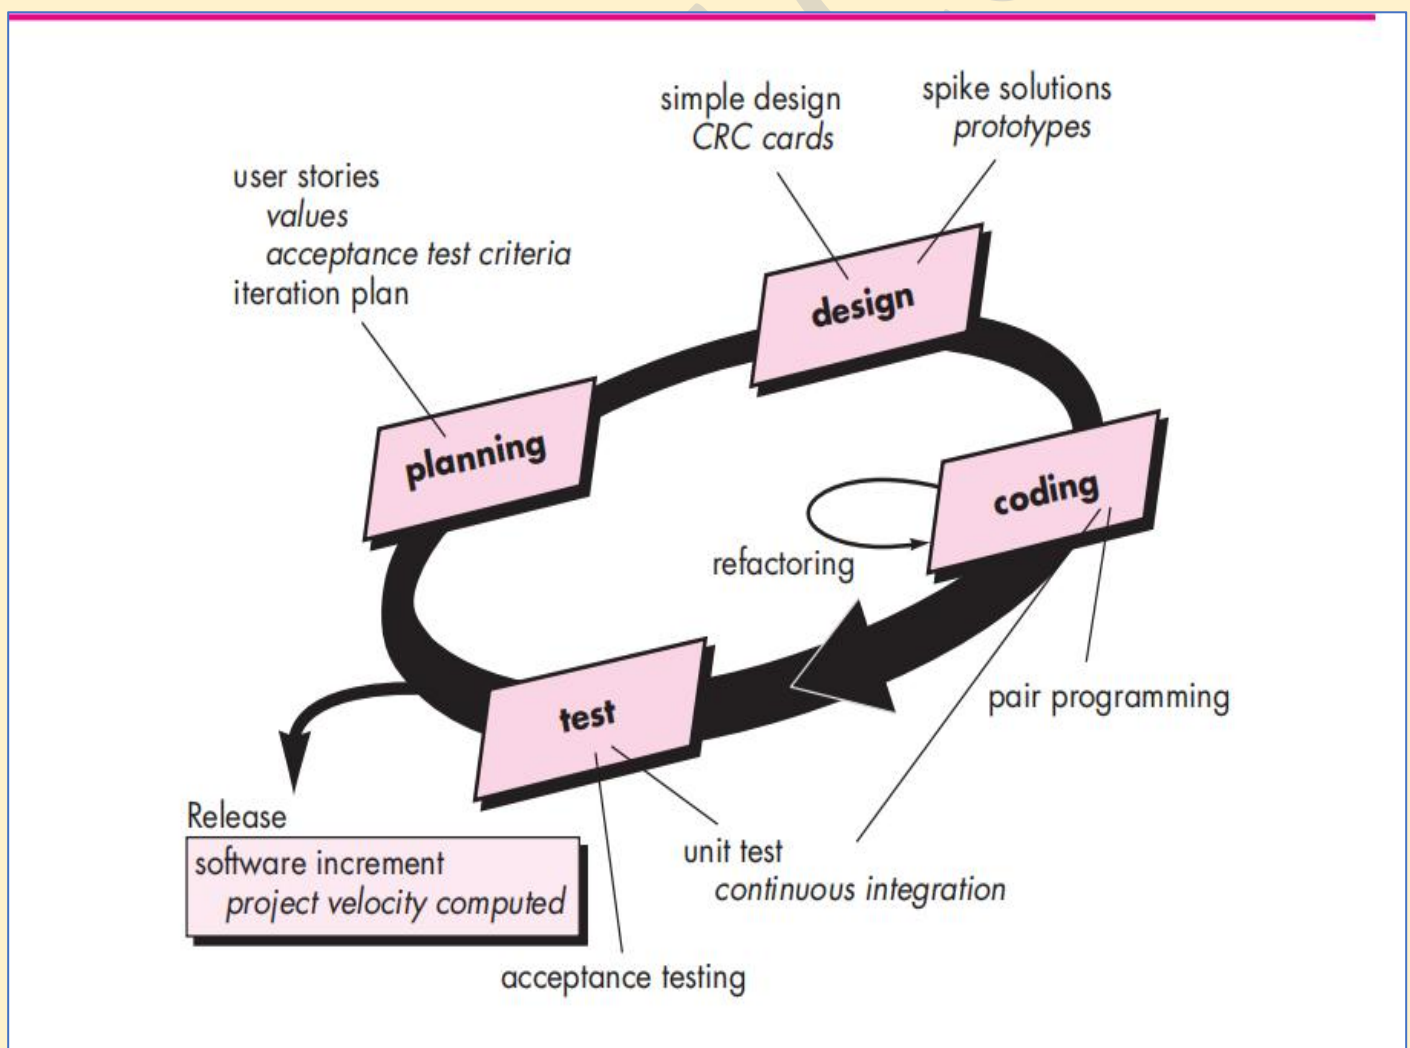 simple design
CRC cards
spike solutions
prototypes
user stories
values
acceptance test criteria
iteration plan
design
planning
coding
refactoring
test
pair programming
Release
software increment
project velocity computed
unit test
continuous integration
acceptance testing